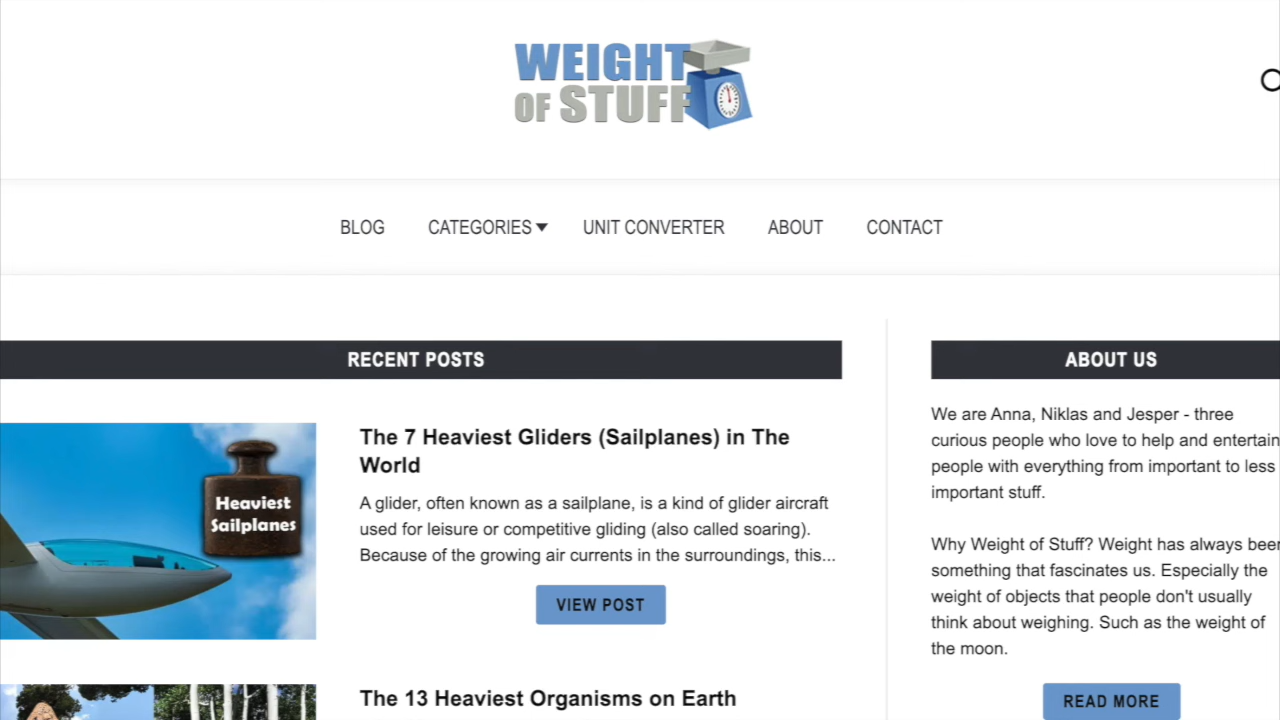 WEIGHT
OF STUFF
BLOG CATEGORIES UNIT CONVERTER ABOUT CONTACT
RECENT POSTS
Heaviest
Sailplanes
The 7 Heaviest Gliders (Sailplanes) in The
World
A glider, often known as a sailplane, is a kind of glider aircraft
used for leisure or competitive gliding (also called soaring).
Because of the growing air currents in the surroundings, this...
VIEW POST
The 13 Heaviest Organisms on Earth
ABOUT US
We are Anna, Niklas and Jesper - three
curious people who love to help and entertain
people with everything from important to less
important stuff.
Why Weight of Stuff? Weight has always been
something that fascinates us. Especially the
weight of objects that people don't usually
think about weighing. Such as the weight of
the moon.
READ MORE